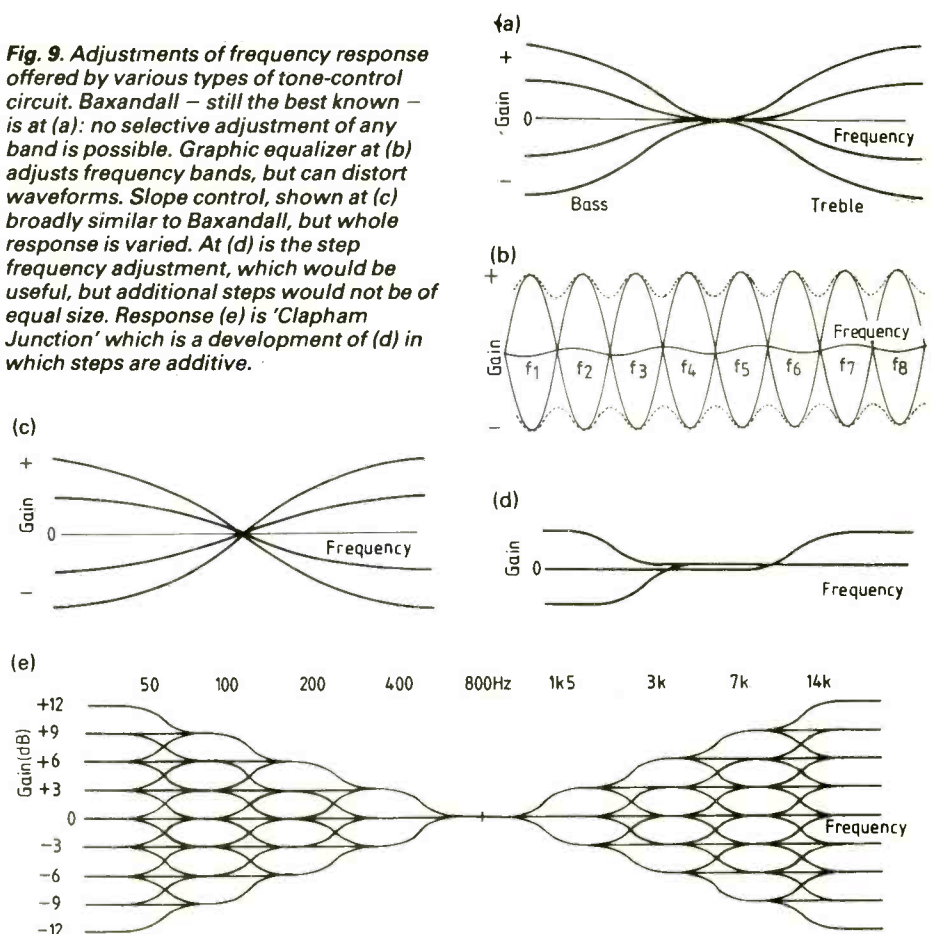 Fig. 9. Adjustments of frequency response
offered by various types of tone-control
circuit. Baxandall – still the best known –
is at (a): no selective adjustment of any
band is possible. Graphic equalizer at (b)
adjusts frequency bands, but can distort
waveforms. Slope control, shown at (c)
broadly similar to Baxandall, but whole
response is varied. At (d) is the step
frequency adjustment, which would be
useful, but additional steps would not be of
equal size. Response (e) is 'Clapham
Junction' which is a development of (d) in
which steps are additive.
(a)
+
Gain
0
Frequency
–
Bass Treble
(b)
+
Gain
Frequency
f1 f2 f3 f4 f5 f6 f7 f8
–
(c)
+
Gain
0
Frequency
–
(d)
Gain
0
Frequency
(e)
50 100 200 400 800Hz 1k5 3k 7k 14k
Gain(dB)
+12
+9
+6
+3
0
Frequency
−3
−6
−9
−12